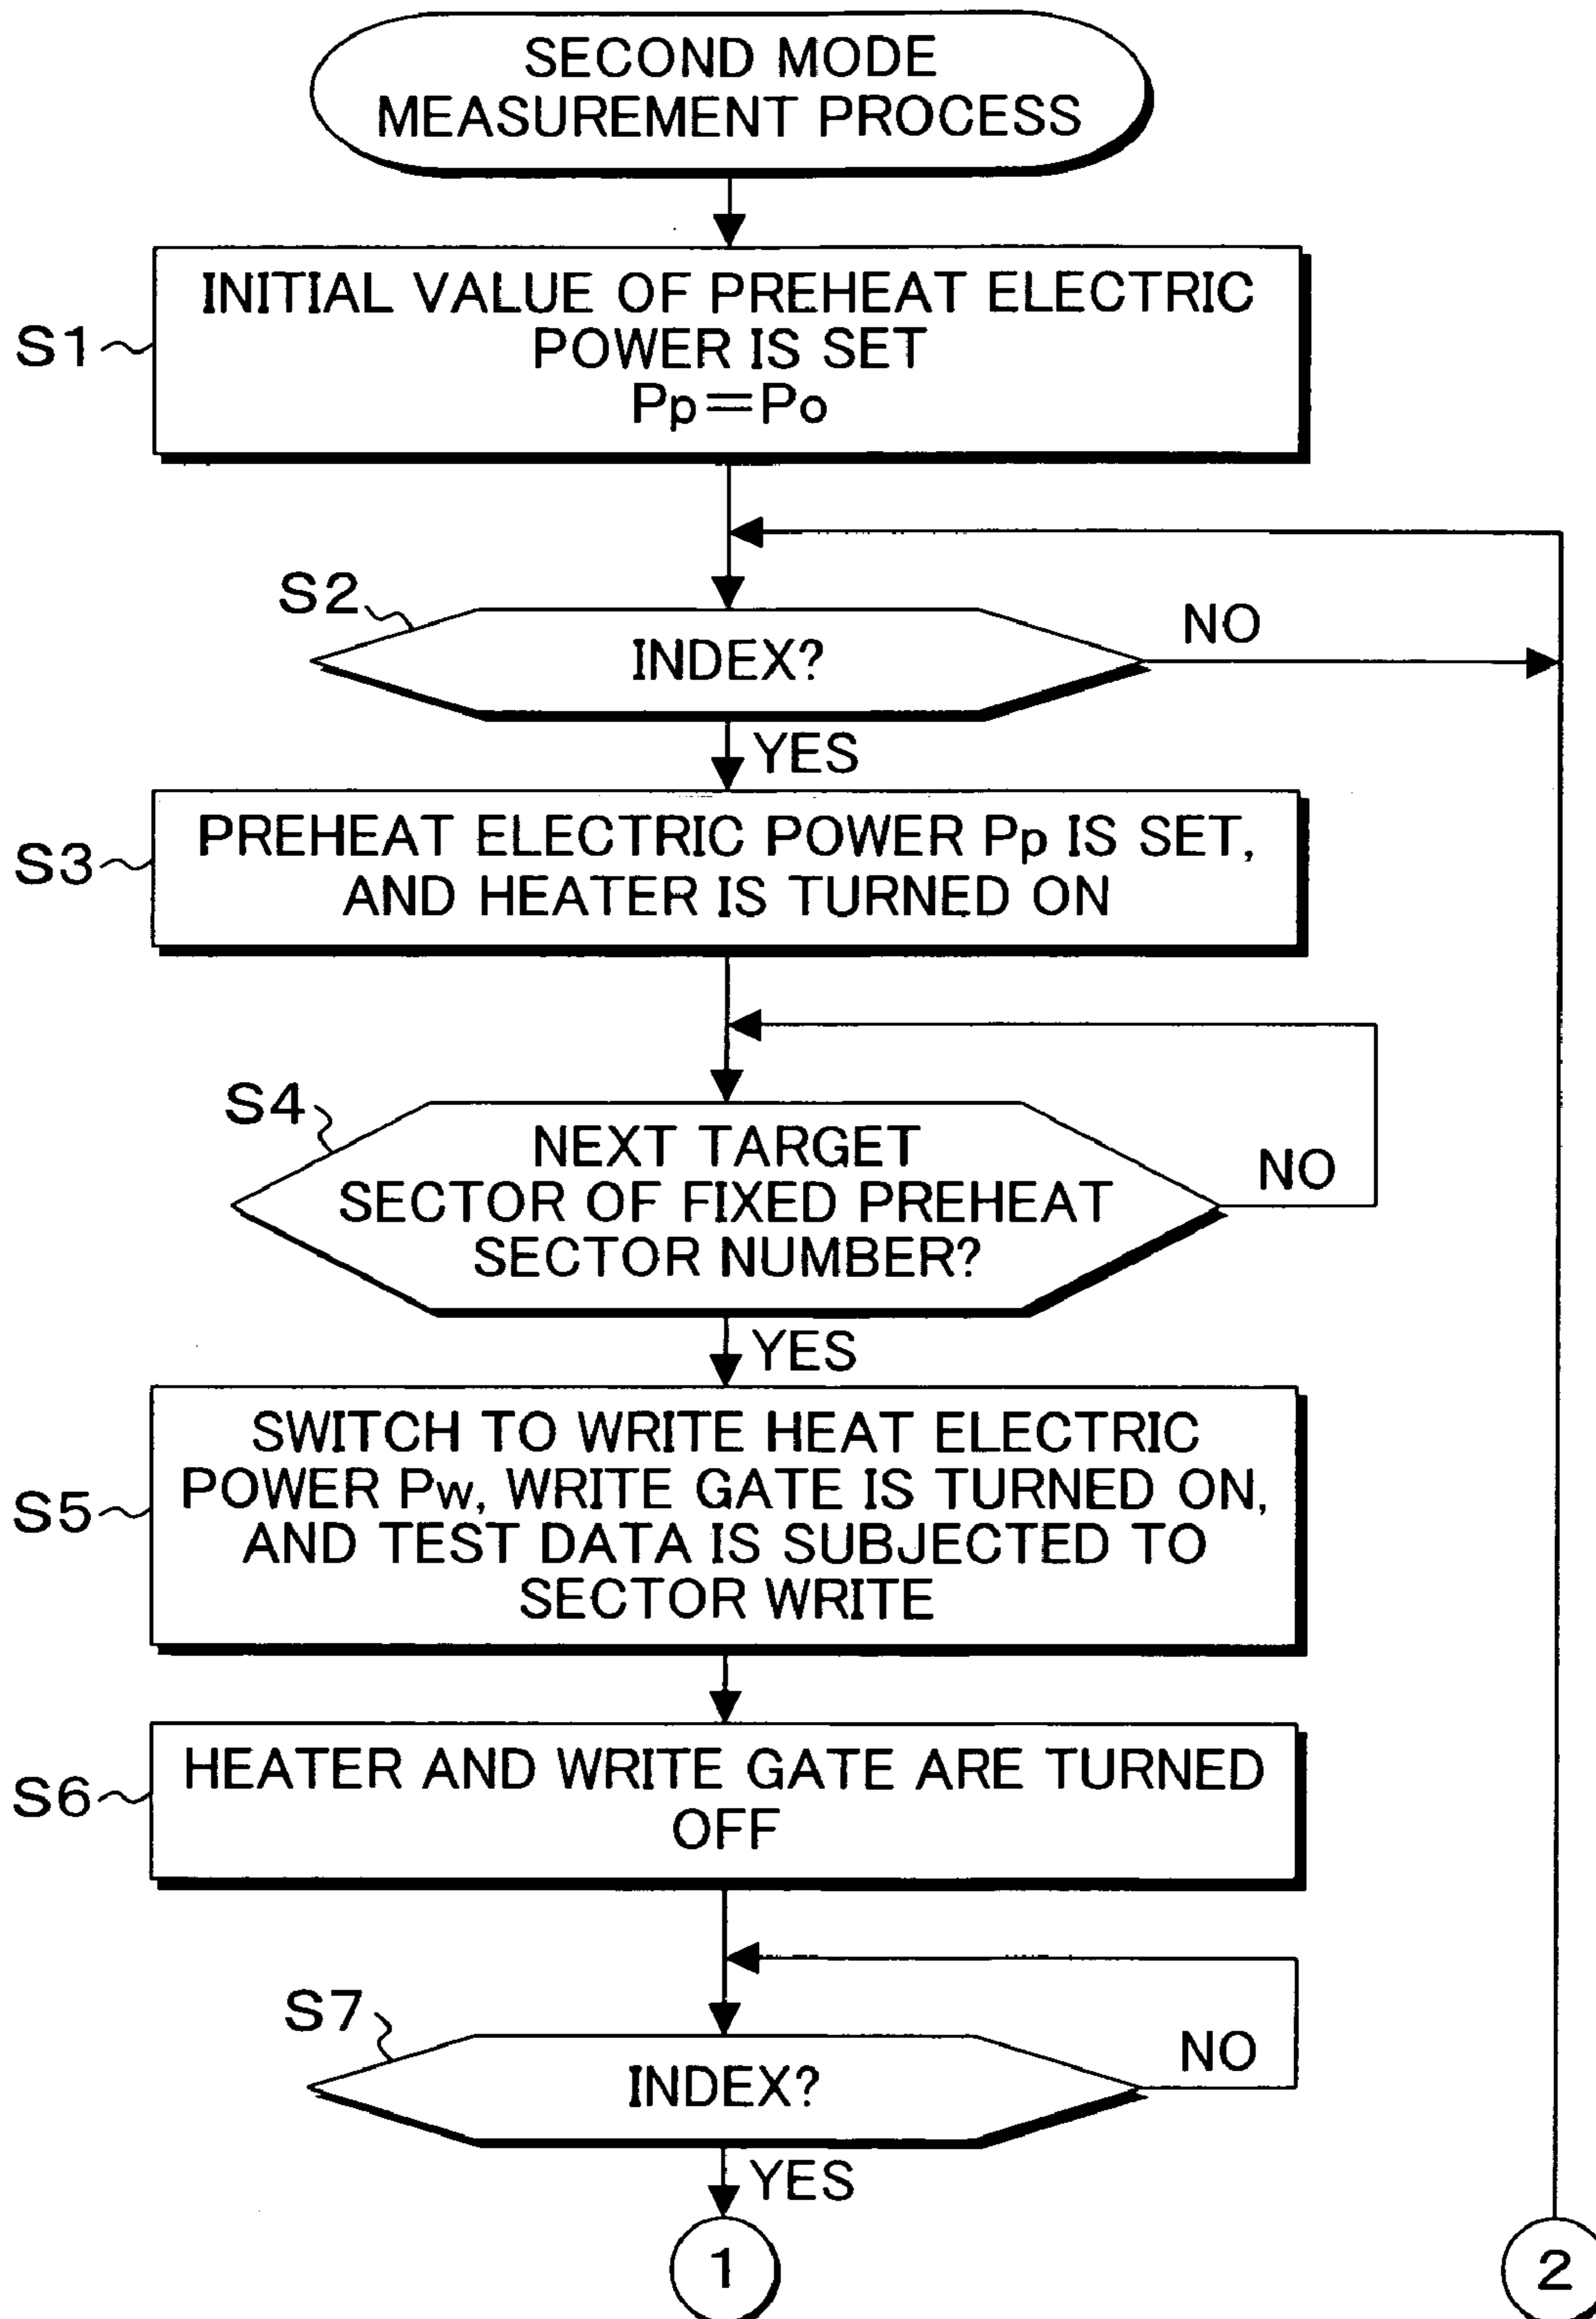 SECOND MODE
MEASUREMENT PROCESS
S1
INITIAL VALUE OF PREHEAT ELECTRIC
POWER IS SET
Pp=Po
S2
INDEX?
NO
YES
S3
PREHEAT ELECTRIC POWER Pp IS SET,
AND HEATER IS TURNED ON
S4
NEXT TARGET
SECTOR OF FIXED PREHEAT
SECTOR NUMBER?
NO
YES
S5
SWITCH TO WRITE HEAT ELECTRIC
POWER Pw, WRITE GATE IS TURNED ON,
AND TEST DATA IS SUBJECTED TO
SECTOR WRITE
S6
HEATER AND WRITE GATE ARE TURNED
OFF
S7
INDEX?
NO
YES
1
2